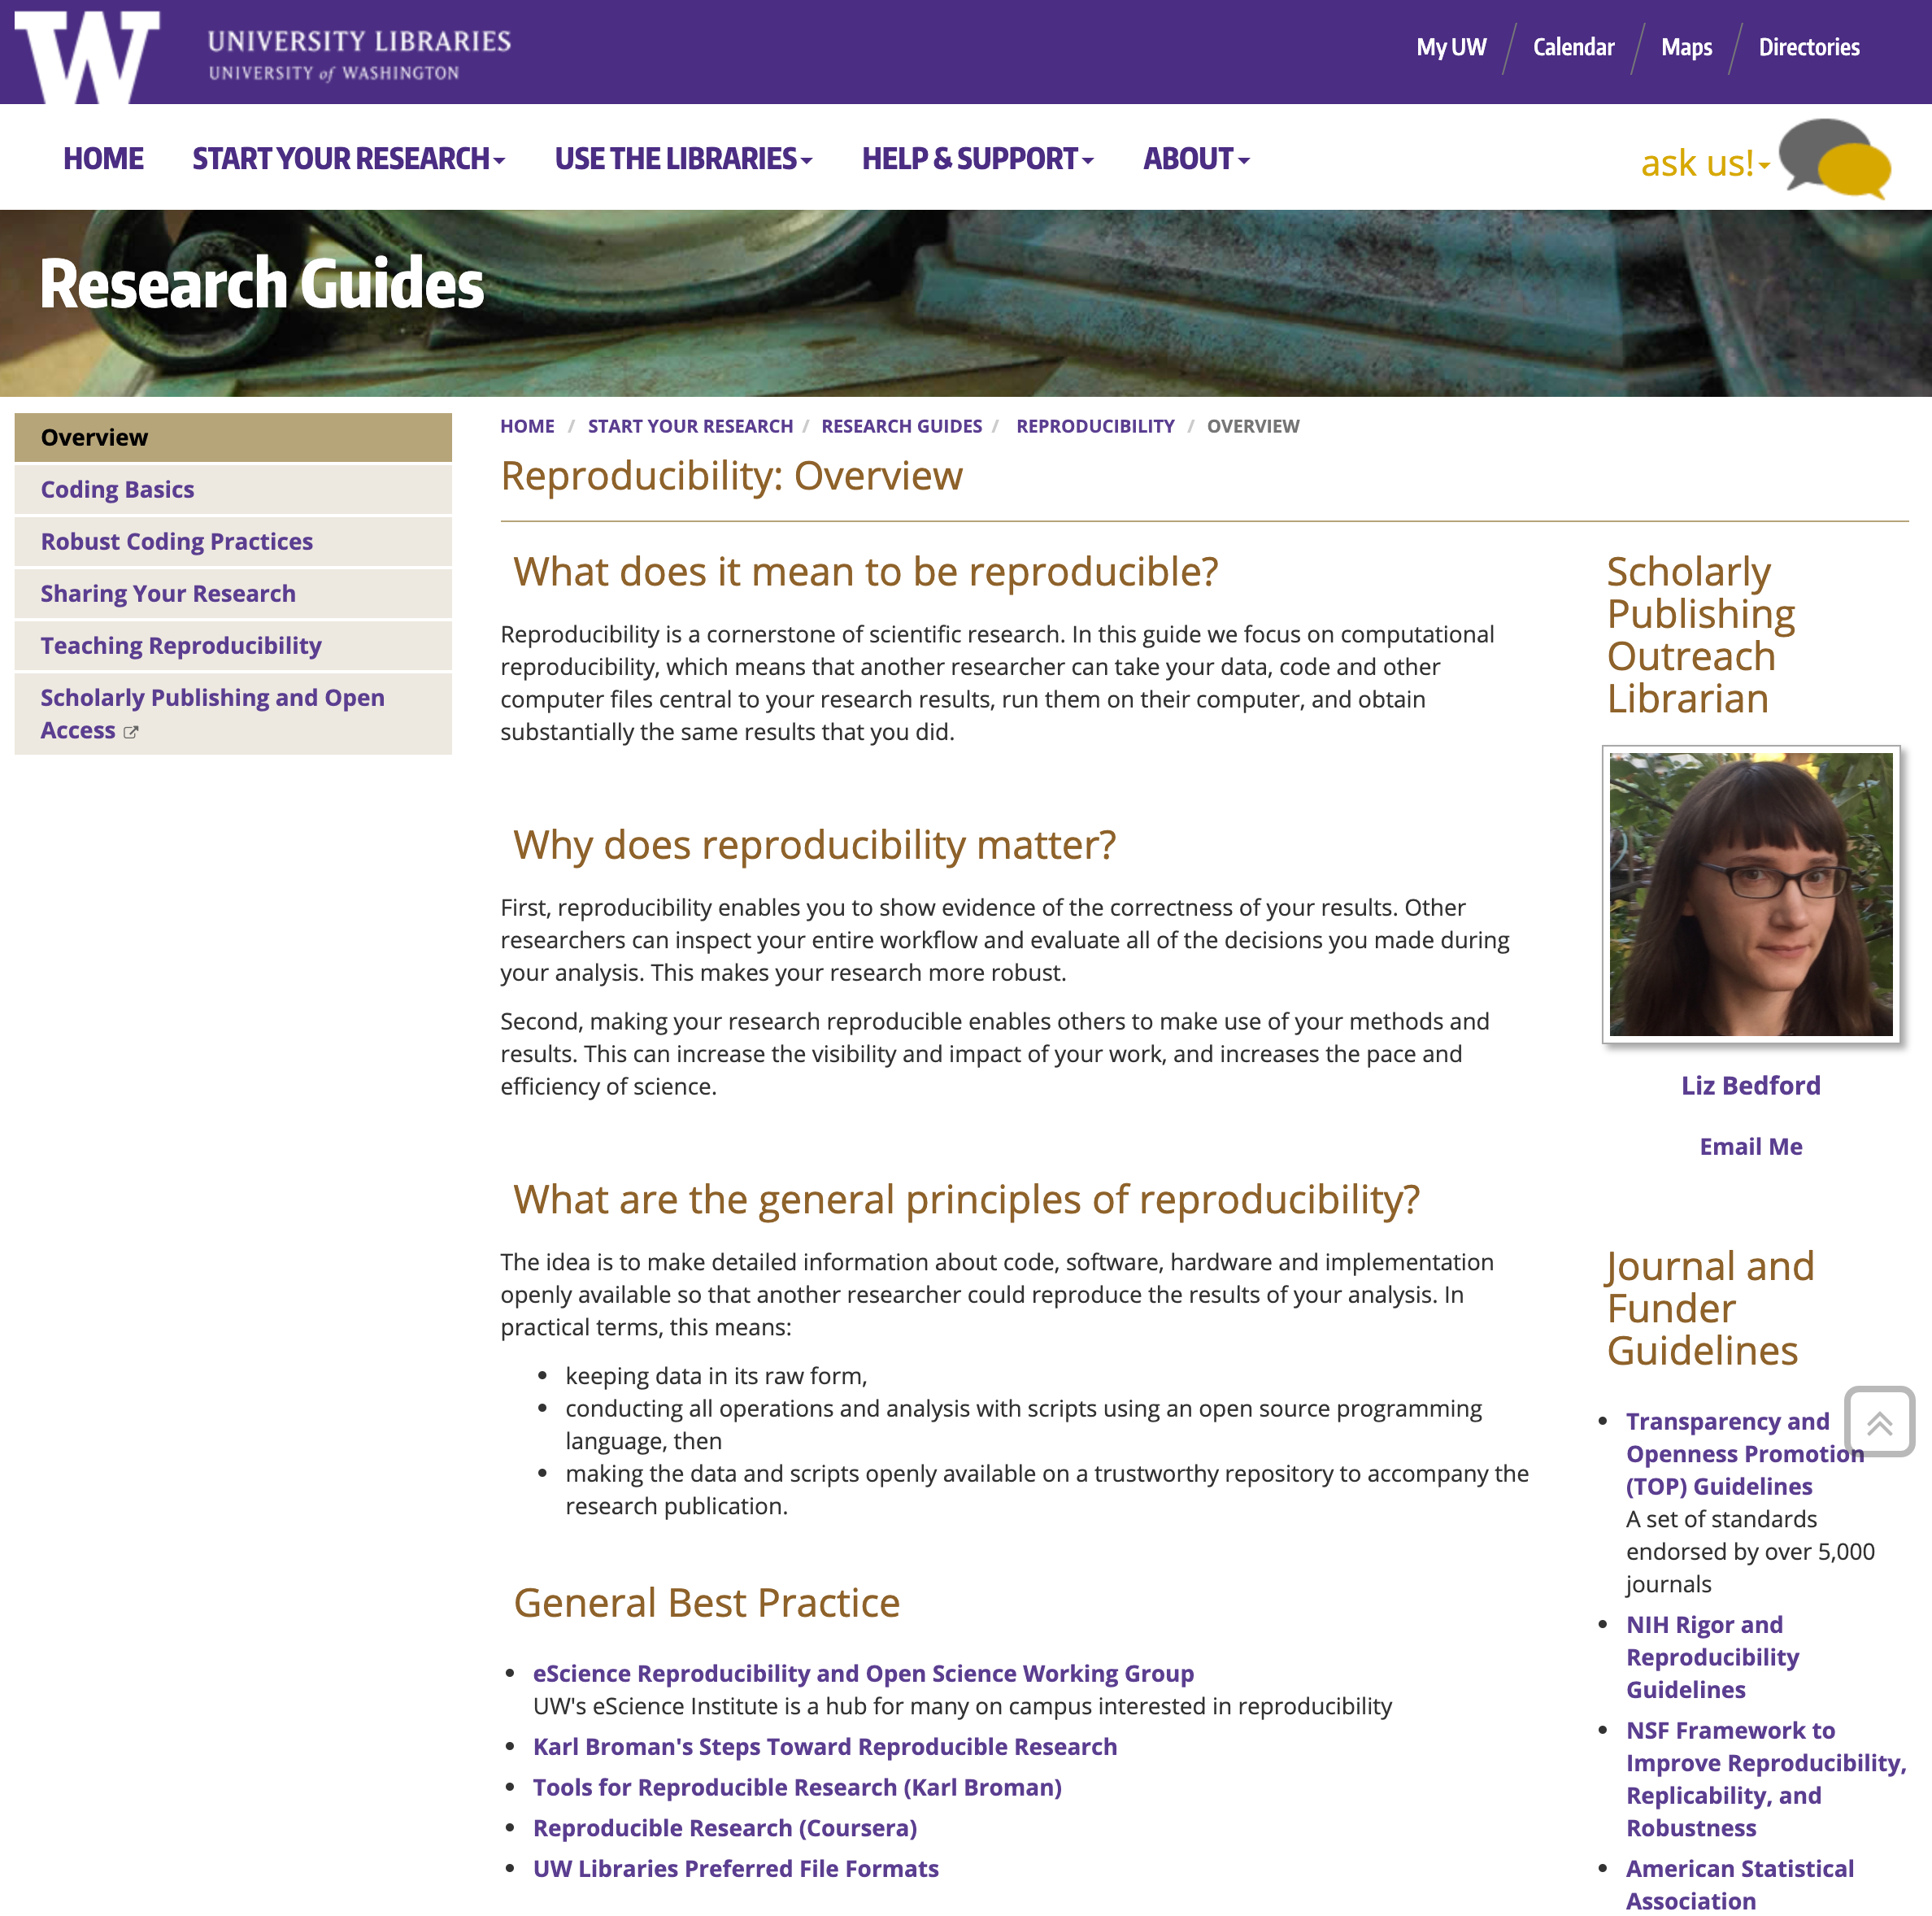 W
UNIVERSITY LIBRARIES
UNIVERSITY of WASHINGTON
My UW
Calendar
Maps
Directories
HOME
START YOUR RESEARCH
USE THE LIBRARIES
HELP & SUPPORT
ABOUT
ask us!
Research Guides
Overview
Coding Basics
Robust Coding Practices
Sharing Your Research
Teaching Reproducibility
Scholarly Publishing and Open
Access
HOME / START YOUR RESEARCH / RESEARCH GUIDES / REPRODUCIBILITY / OVERVIEW
Reproducibility: Overview
What does it mean to be reproducible?
Reproducibility is a cornerstone of scientific research. In this guide we focus on computational
reproducibility, which means that another researcher can take your data, code and other
computer files central to your research results, run them on their computer, and obtain
substantially the same results that you did.
Why does reproducibility matter?
First, reproducibility enables you to show evidence of the correctness of your results. Other
researchers can inspect your entire workflow and evaluate all of the decisions you made during
your analysis. This makes your research more robust.
Second, making your research reproducible enables others to make use of your methods and
results. This can increase the visibility and impact of your work, and increases the pace and
efficiency of science.
What are the general principles of reproducibility?
The idea is to make detailed information about code, software, hardware and implementation
openly available so that another researcher could reproduce the results of your analysis. In
practical terms, this means:
• keeping data in its raw form,
• conducting all operations and analysis with scripts using an open source programming
language, then
• making the data and scripts openly available on a trustworthy repository to accompany the
research publication.
General Best Practice
• eScience Reproducibility and Open Science Working Group
UW's eScience Institute is a hub for many on campus interested in reproducibility
• Karl Broman's Steps Toward Reproducible Research
• Tools for Reproducible Research (Karl Broman)
• Reproducible Research (Coursera)
• UW Libraries Preferred File Formats
Scholarly
Publishing
Outreach
Librarian
Liz Bedford
Email Me
Journal and
Funder
Guidelines
• Transparency and
Openness Promotion
(TOP) Guidelines
A set of standards
endorsed by over 5,000
journals
• NIH Rigor and
Reproducibility
Guidelines
• NSF Framework to
Improve Reproducibility,
Replicability, and
Robustness
• American Statistical
Association